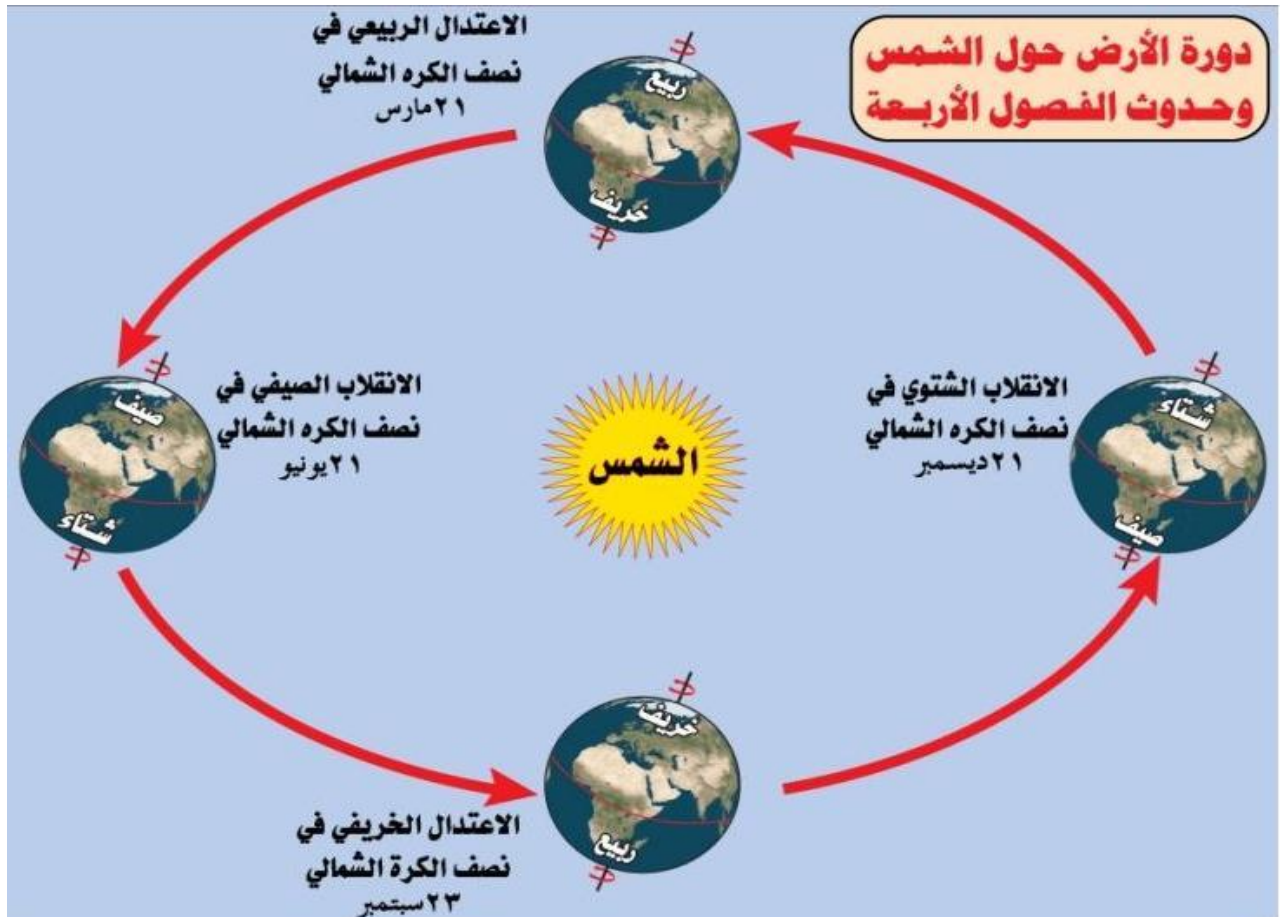 دورة الأرض حول الشمس
وحدوث الفصول الأربعة
الاعتدال الربيعي في
نصف الكره الشمالي
٢١ مارس
ربيع
خريف
الانقلاب الشتوي في
نصف الكره الشمالي
٢١ ديسمبر
شتاء
صيف
الشمس
الانقلاب الصيفي في
نصف الكره الشمالي
٢١ يونيو
صيف
شتاء
الاعتدال الخريفي في
نصف الكرة الشمالي
٢٣ سبتمبر
خريف
ربيع